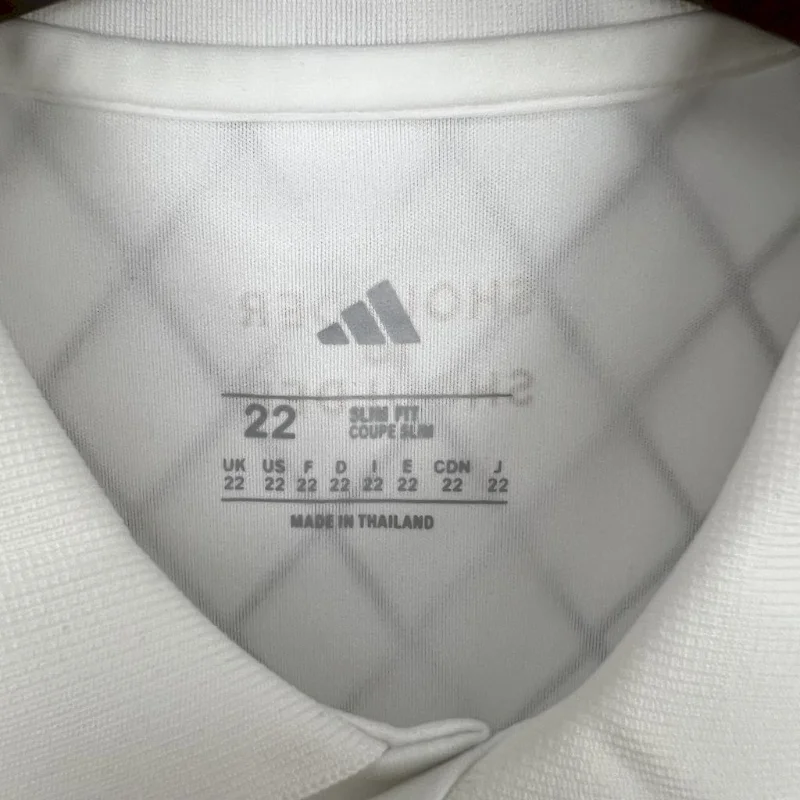 22 SLIM FIT
COUPE SLIM
UK US F D I E CDN J
22 22 22 22 22 22 22 22
MADE IN THAILAND